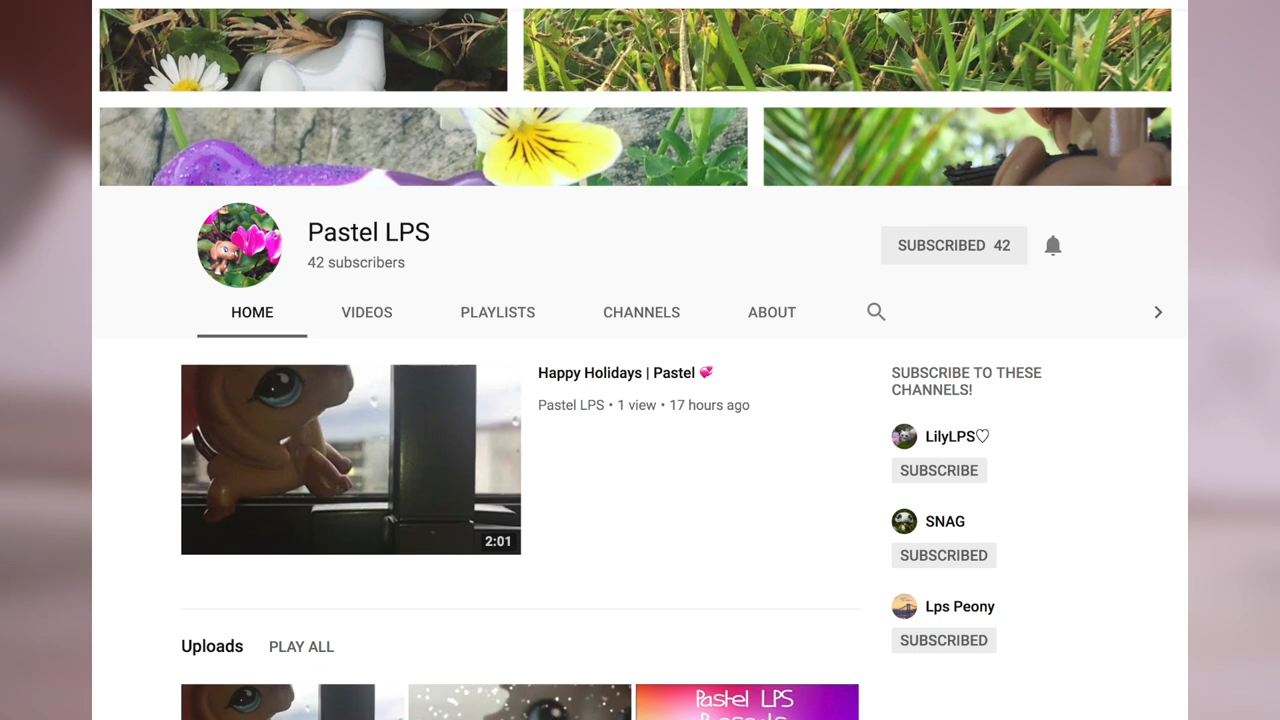 Pastel LPS
42 subscribers
SUBSCRIBED 42
HOME VIDEOS PLAYLISTS CHANNELS ABOUT
Happy Holidays | Pastel 💞
Pastel LPS • 1 view • 17 hours ago
2:01
SUBSCRIBE TO THESE
CHANNELS!
LilyLPS♡
SUBSCRIBE
SNAG
SUBSCRIBED
Lps Peony
SUBSCRIBED
Uploads PLAY ALL
Pastel LPS